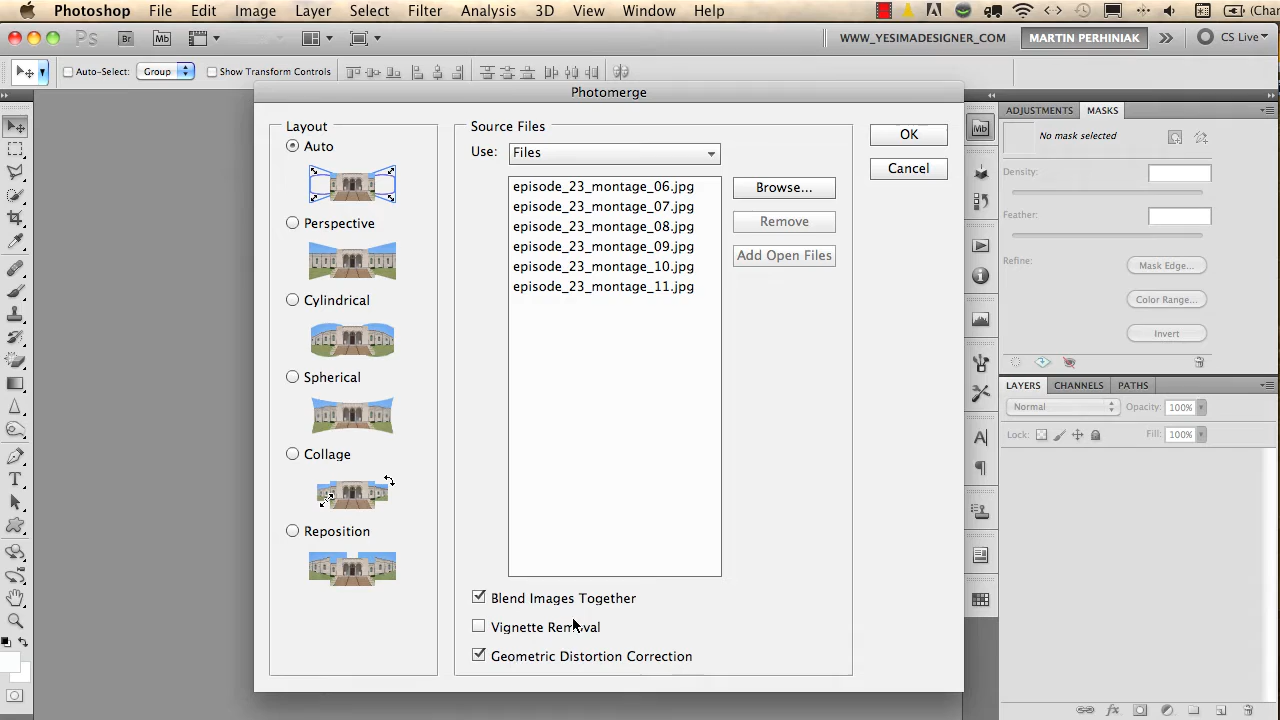 Photoshop File Edit Image Layer Select Filter Analysis 3D View Window Help
Ps Br Mb WWW_YESIMADESIGNER_COM MARTIN PERHINIAK CS Live
Auto-Select: Group Show Transform Controls
Photomerge
Layout
Auto
Perspective
Cylindrical
Spherical
Collage
Reposition
Source Files
Use: Files
episode_23_montage_06.jpg
episode_23_montage_07.jpg
episode_23_montage_08.jpg
episode_23_montage_09.jpg
episode_23_montage_10.jpg
episode_23_montage_11.jpg
Browse...
Remove
Add Open Files
Blend Images Together
Vignette Removal
Geometric Distortion Correction
OK
Cancel
Mb
ADJUSTMENTS MASKS
No mask selected
Density:
Feather:
Refine: Mask Edge...
Color Range...
Invert
LAYERS CHANNELS PATHS
Normal Opacity: 100%
Lock: Fill: 100%